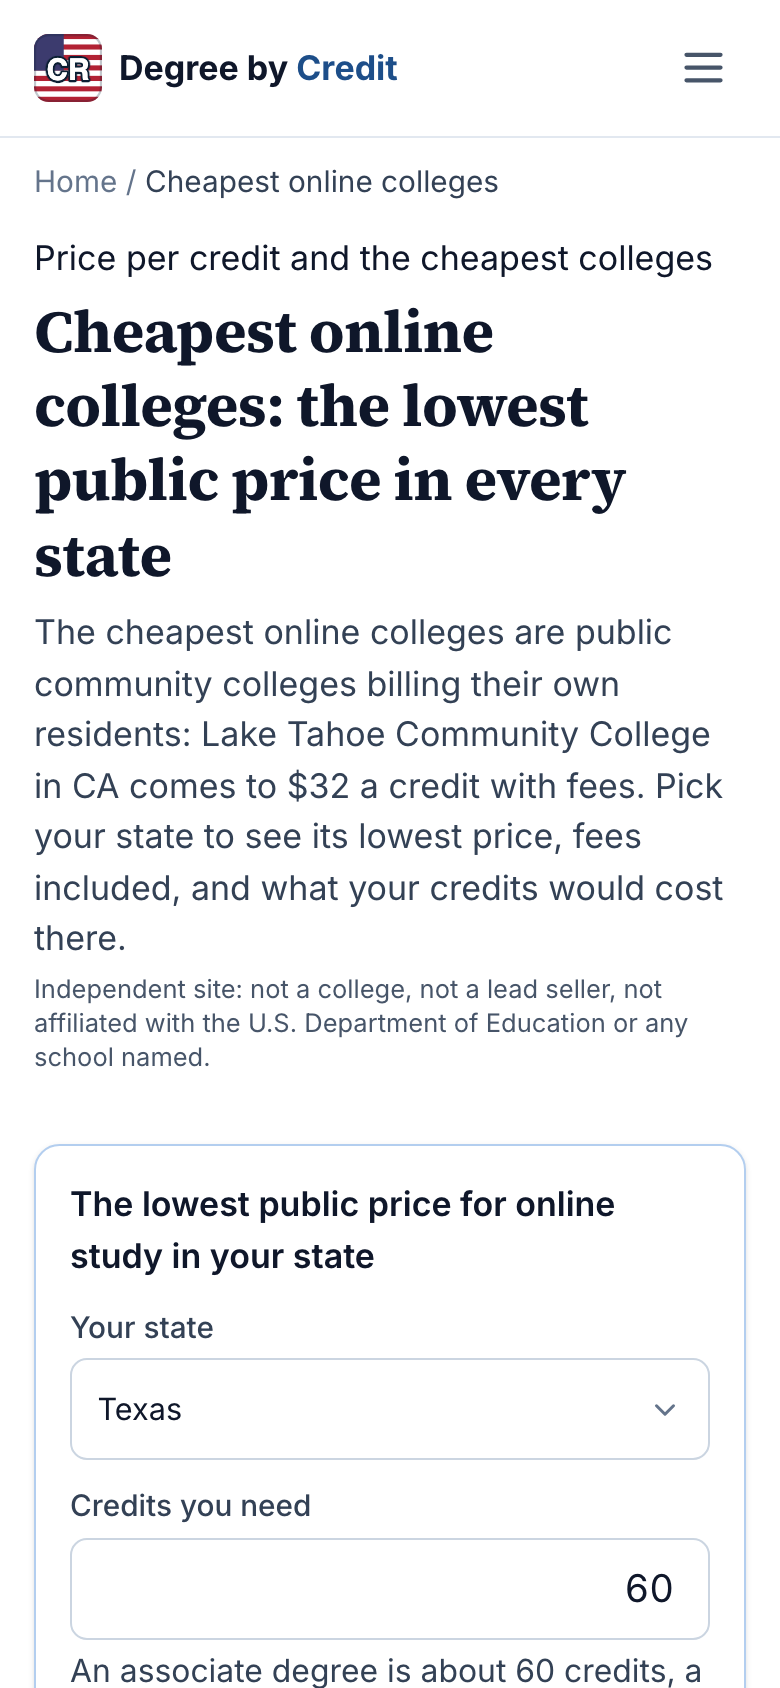 CR Degree by Credit
Home / Cheapest online colleges
Price per credit and the cheapest colleges
Cheapest online
colleges: the lowest
public price in every
state
The cheapest online colleges are public
community colleges billing their own
residents: Lake Tahoe Community College
in CA comes to $32 a credit with fees. Pick
your state to see its lowest price, fees
included, and what your credits would cost
there.
Independent site: not a college, not a lead seller, not
affiliated with the U.S. Department of Education or any
school named.
The lowest public price for online
study in your state
Your state
Texas
Credits you need
60
An associate degree is about 60 credits, a